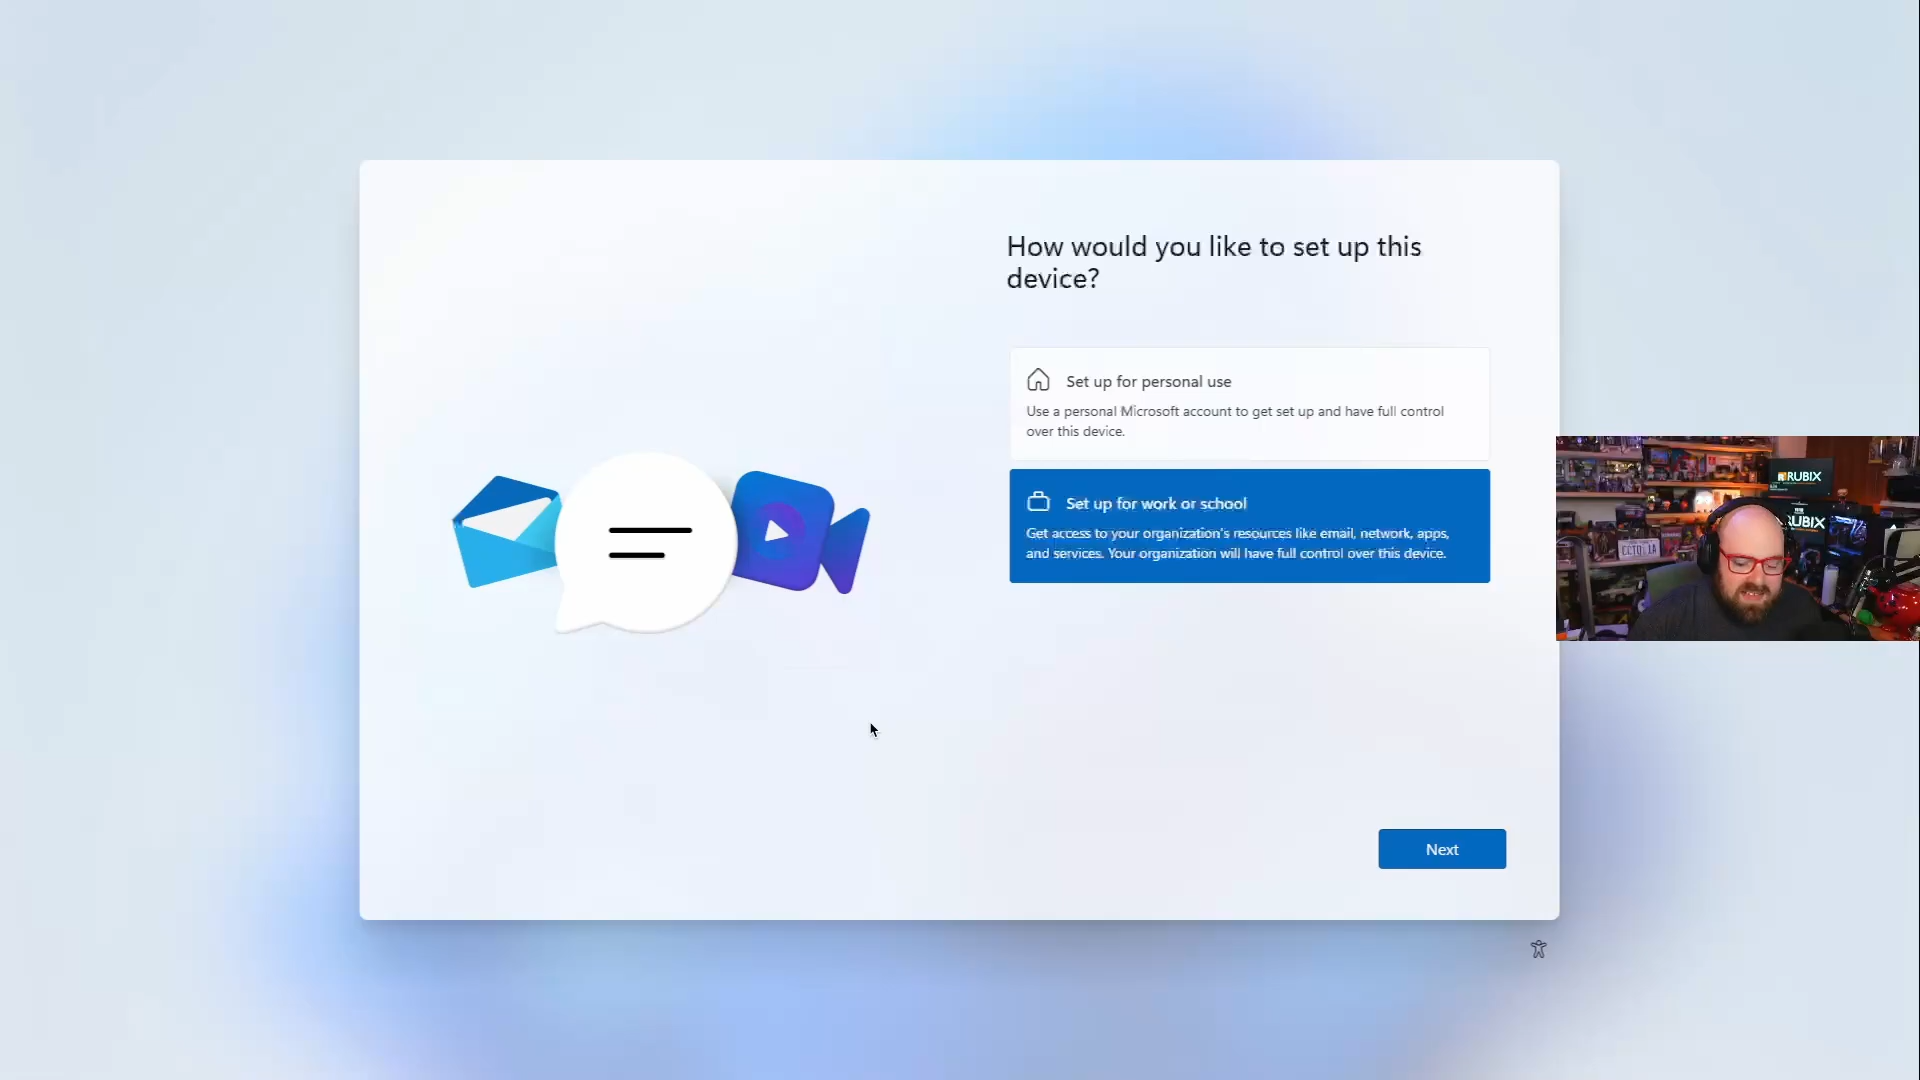 How would you like to set up this
device?
Set up for personal use
Use a personal Microsoft account to get set up and have full control
over this device.
Set up for work or school
Get access to your organization's resources like email, network, apps,
and services. Your organization will have full control over this device.
Next
RUBIX
RUBIX